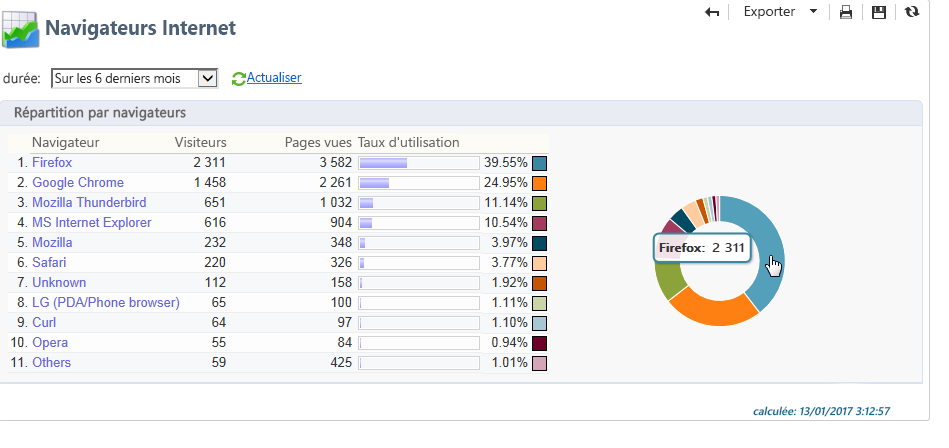 Exporter
Navigateurs Internet
durée: Sur les 6 derniers mois Actualiser
Répartition par navigateurs
Navigateur Visiteurs Pages vues Taux d'utilisation
1. Firefox 2 311 3 582 39.55%
2. Google Chrome 1 458 2 261 24.95%
3. Mozilla Thunderbird 651 1 032 11.14%
4. MS Internet Explorer 616 904 10.54%
5. Mozilla 232 348 3.97%
6. Safari 220 326 3.77%
7. Unknown 112 158 1.92%
8. LG (PDA/Phone browser) 65 100 1.11%
9. Curl 64 97 1.10%
10. Opera 55 84 0.94%
11. Others 59 425 1.01%
Firefox: 2 311
calculée: 13/01/2017 3:12:57